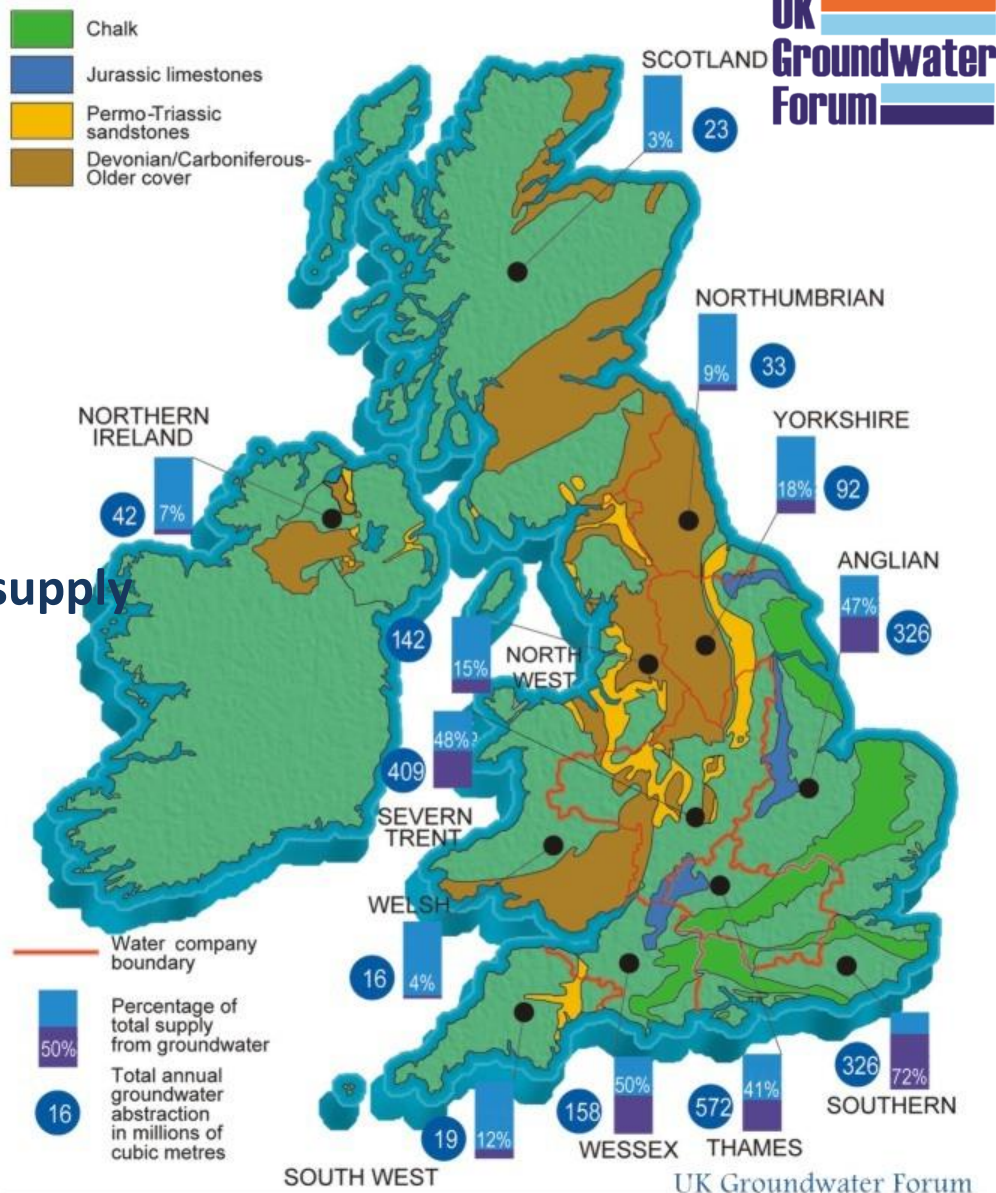 Chalk
Jurassic limestones
Permo-Triassic
sandstones
Devonian/Carboniferous-
Older cover
UK
Groundwater
Forum
SCOTLAND
3%
23
NORTHUMBRIAN
9%
33
NORTHERN
IRELAND
42
7%
YORKSHIRE
18%
92
supply
ANGLIAN
47%
326
142
15%
NORTH
WEST
48%
409
SEVERN
TRENT
WELSH
16
4%
Water company
boundary
Percentage of
total supply
from groundwater
50%
Total annual
groundwater
abstraction
in millions of
cubic metres
16
19
12%
SOUTH WEST
158
50%
WESSEX
572
41%
THAMES
326
72%
SOUTHERN
UK Groundwater Forum